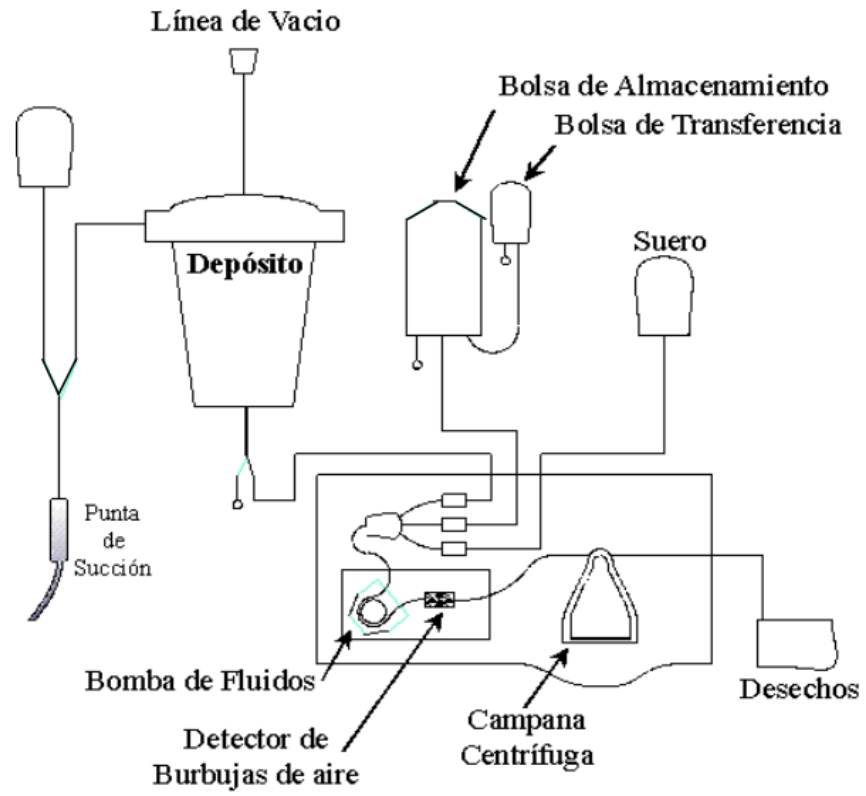 Línea de Vacio
Bolsa de Almacenamiento
Bolsa de Transferencia
Depósito
Suero
Punta
de
Succión
Bomba de Fluidos
Detector de
Burbujas de aire
Campana
Centrífuga
Desechos